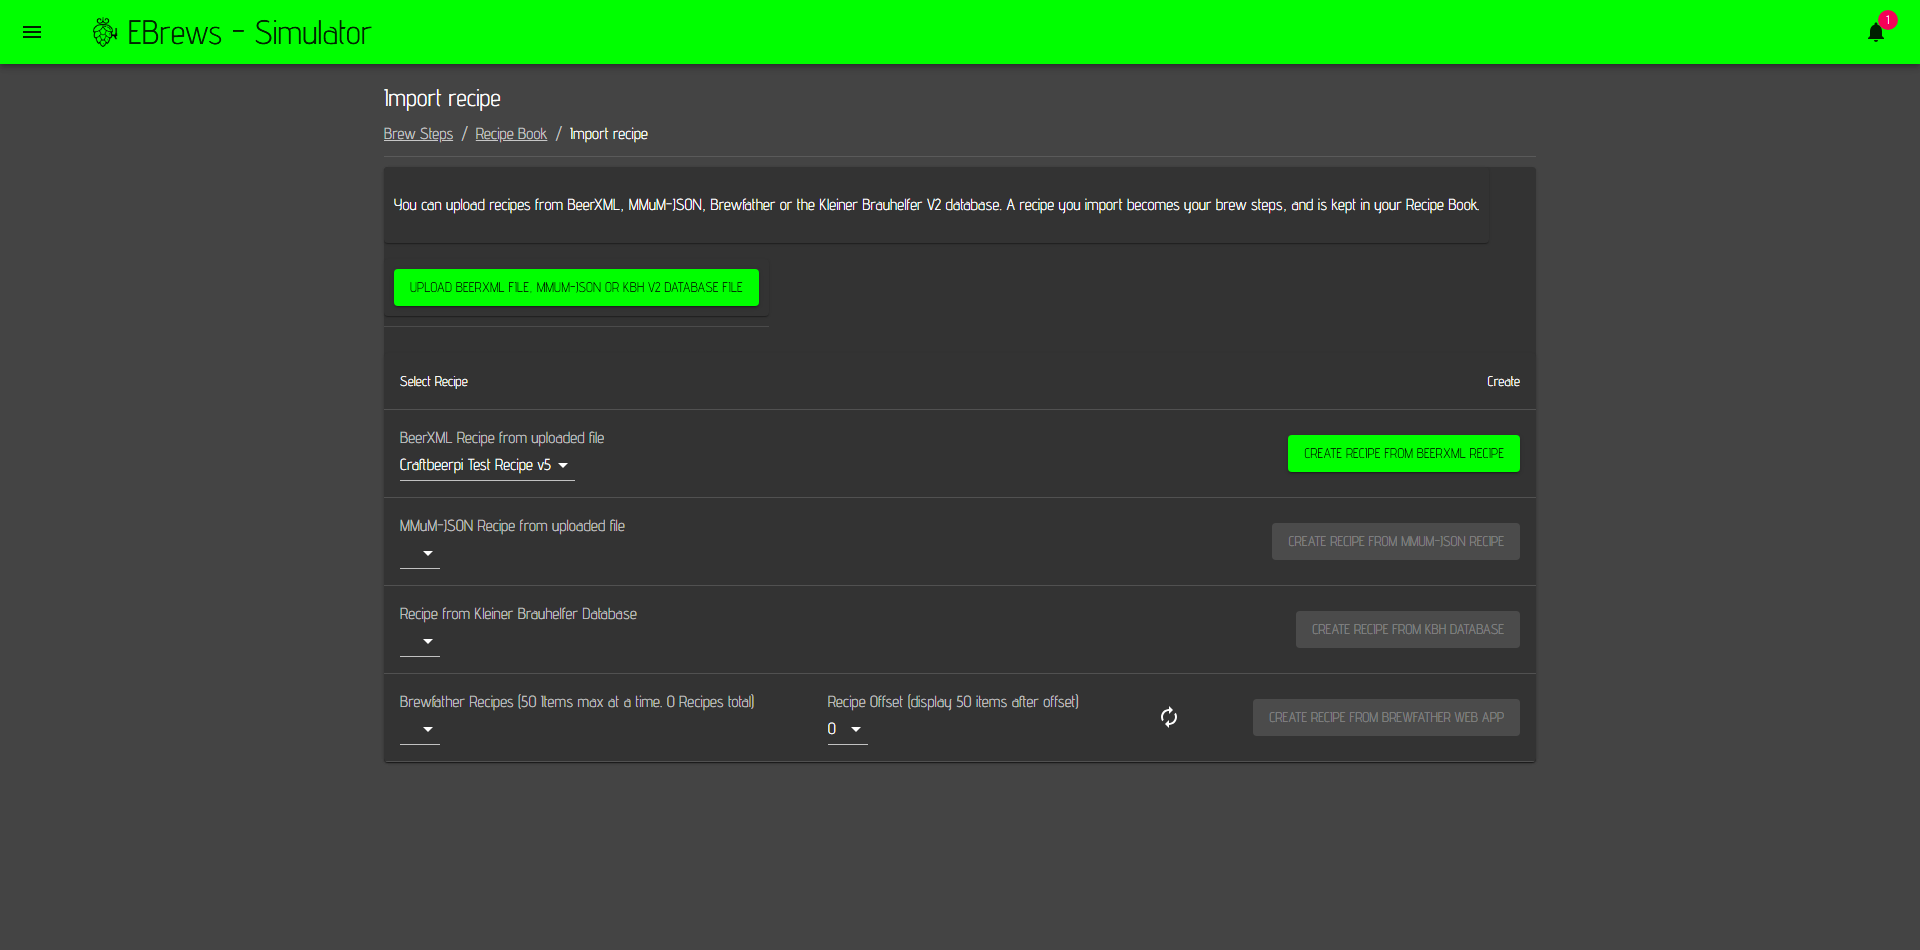 EBrews - Simulator
1
Import recipe
Brew Steps / Recipe Book / Import recipe
You can upload recipes from BeerXML, MMuM-JSON, Brewfather or the Kleiner Brauhelfer V2 database. A recipe you import becomes your brew steps, and is kept in your Recipe Book.
UPLOAD BEERXML FILE, MMUM-JSON OR KBH V2 DATABASE FILE
Select Recipe
Create
BeerXML Recipe from uploaded file
Craftbeerpi Test Recipe v5
CREATE RECIPE FROM BEERXML RECIPE
MMuM-JSON Recipe from uploaded file
CREATE RECIPE FROM MMUM-JSON RECIPE
Recipe from Kleiner Brauhelfer Database
CREATE RECIPE FROM KBH DATABASE
Brewfather Recipes (50 Items max at a time. 0 Recipes total)
Recipe Offset (display 50 items after offset)
0
CREATE RECIPE FROM BREWFATHER WEB APP